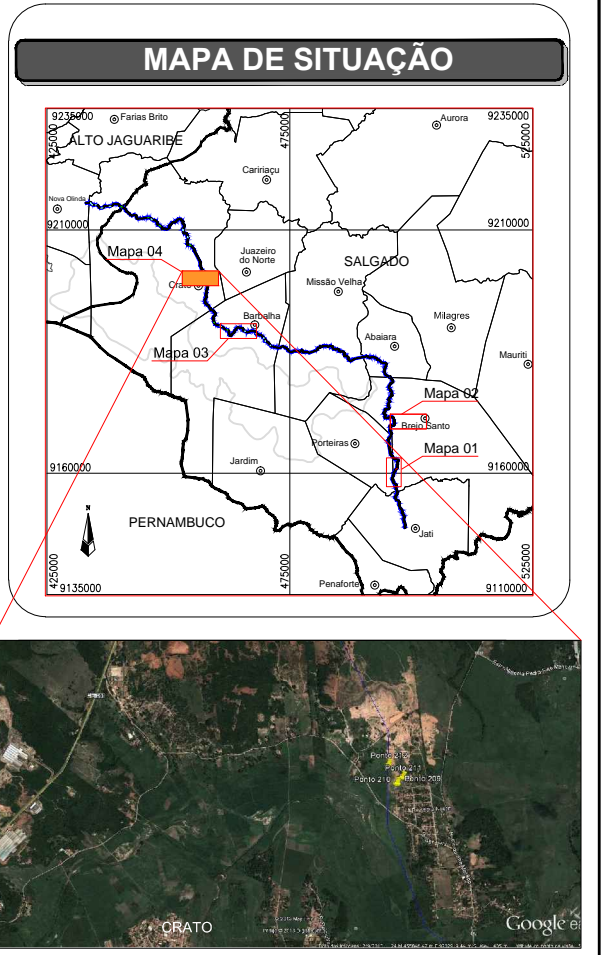 MAPA DE SITUAÇÃO
9235000
Farias Brito
Aurora
9235000
425000
ALTO JAGUARIBE
475000
525000
Caririaçu
Nova Olinda
9210000
9210000
Mapa 04
Juazeiro
do Norte
SALGADO
Missão Velha
Crato
Barbalha
Milagres
Mapa 03
Abaiara
Mauriti
Mapa 02
Brejo Santo
Porteiras
Mapa 01
Jardim
9160000
9160000
N
PERNAMBUCO
Jati
425000
475000
525000
Penaforte
9135000
9110000
Ponto 211
Ponto 210
Ponto 209
CRATO
Google